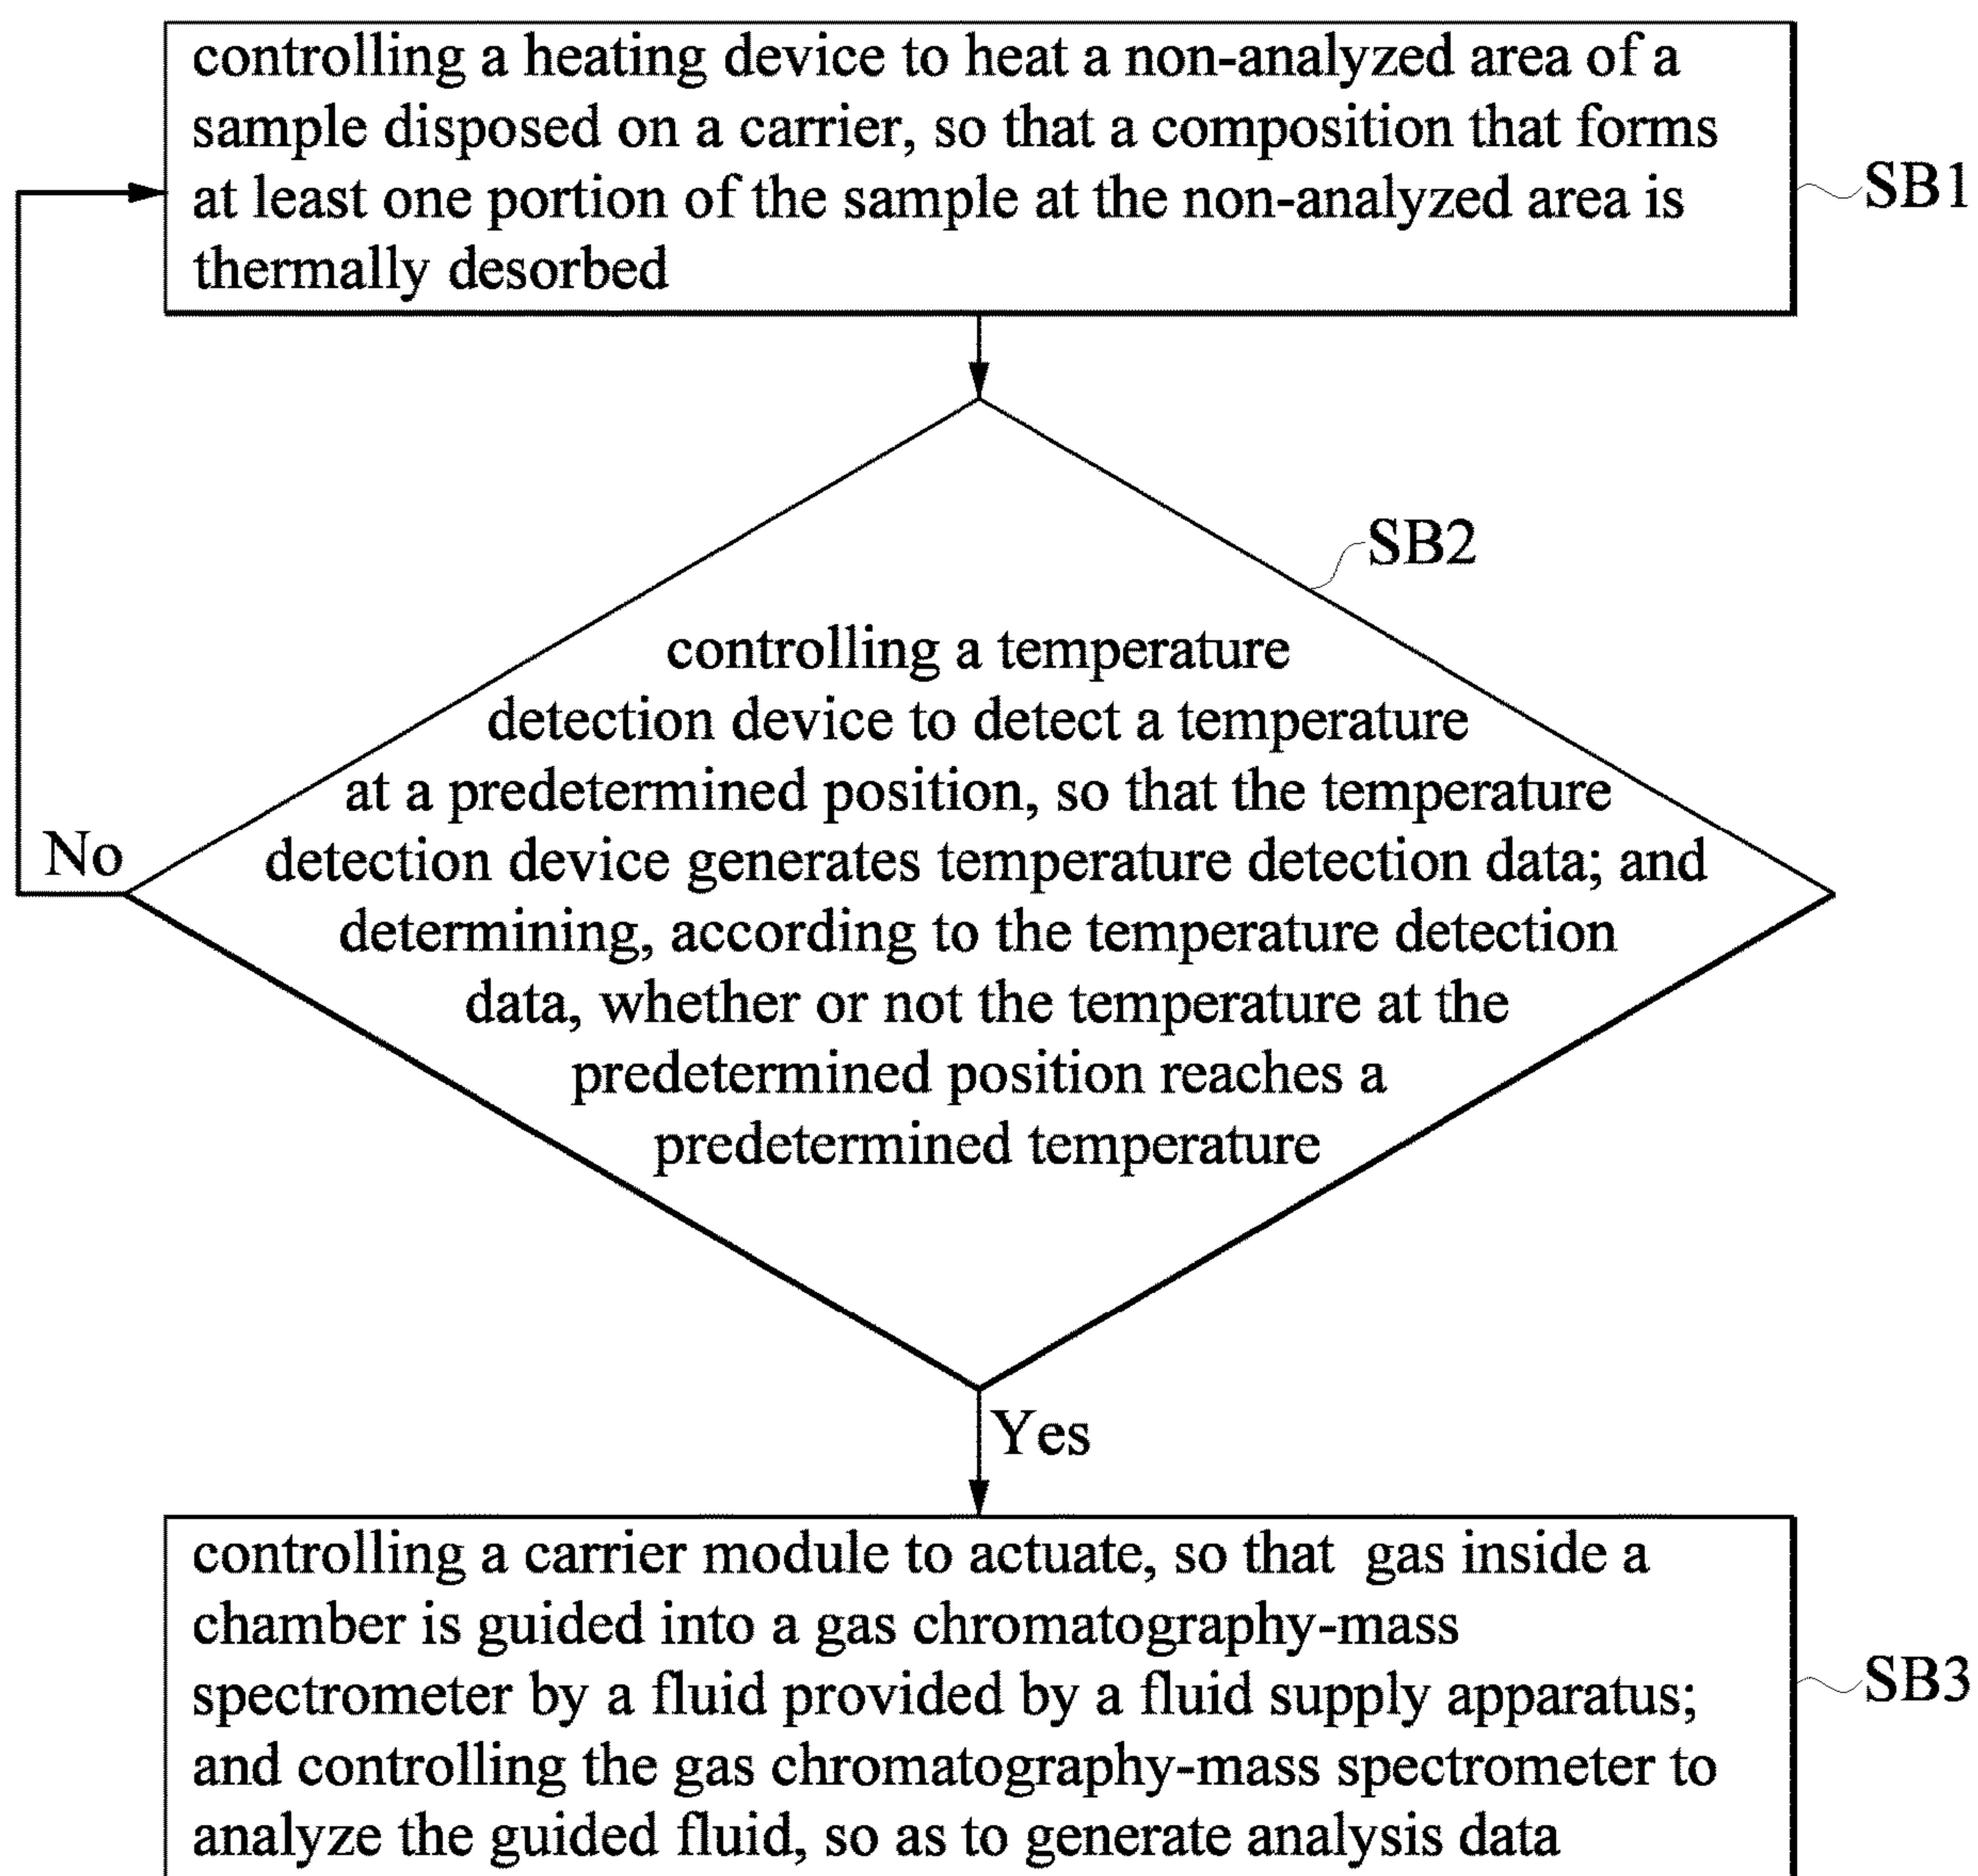 controlling a heating device to heat a non-analyzed area of a
sample disposed on a carrier, so that a composition that forms
at least one portion of the sample at the non-analyzed area is
thermally desorbed
SB1
SB2
controlling a temperature
detection device to detect a temperature
at a predetermined position, so that the temperature
detection device generates temperature detection data; and
determining, according to the temperature detection
data, whether or not the temperature at the
predetermined position reaches a
predetermined temperature
No
Yes
controlling a carrier module to actuate, so that gas inside a
chamber is guided into a gas chromatography-mass
spectrometer by a fluid provided by a fluid supply apparatus;
and controlling the gas chromatography-mass spectrometer to
analyze the guided fluid, so as to generate analysis data
SB3